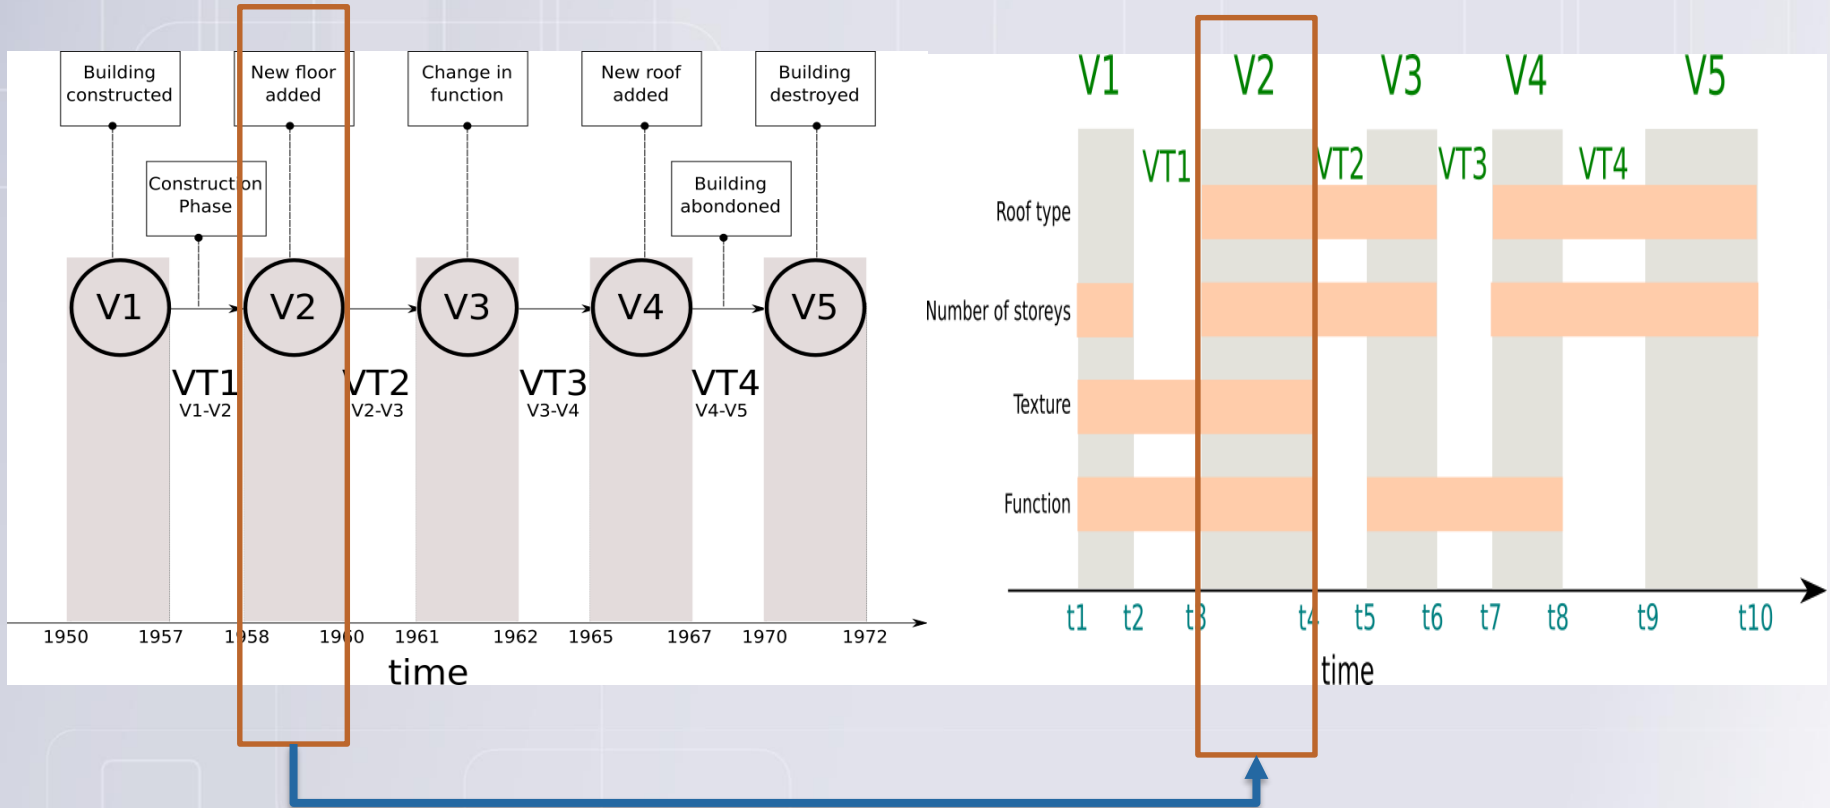 Building
constructed
New floor
added
Change in
function
New roof
added
Building
destroyed
Construction
Phase
Building
abondoned
V1
V2
V3
V4
V5
VT1
V1-V2
VT2
V2-V3
VT3
V3-V4
VT4
V4-V5
1950 1957 1958 1960 1961 1962 1965 1967 1970 1972
time
V1 V2 V3 V4 V5
VT1 VT2 VT3 VT4
Roof type
Number of storeys
Texture
Function
t1 t2 t3 t4 t5 t6 t7 t8 t9 t10
time